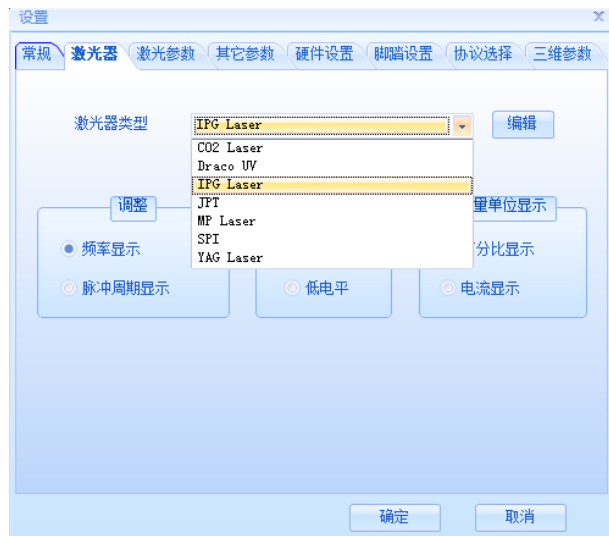 设置
x
常规 激光器 激光参数 其它参数 硬件设置 脚踏设置 协议选择 三维参数
激光器类型 IPG Laser 编辑
CO2 Laser
Draco UV
IPG Laser
JPT
MP Laser
SPI
YAG Laser
调整 量单位显示
频率显示 分比显示
脉冲周期显示 低电平 电流显示
确定 取消